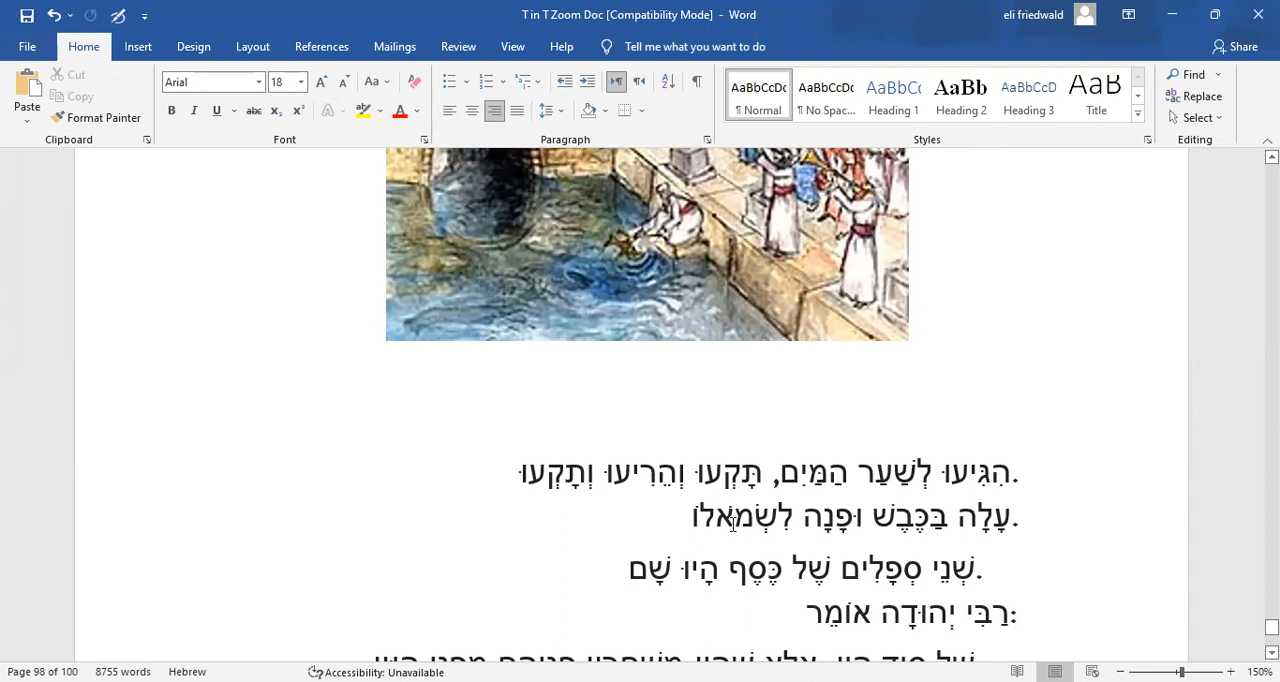 T in T Zoom Doc [Compatibility Mode] - Word
eli friedwald
File Home Insert Design Layout References Mailings Review View Help Tell me what you want to do Share
Cut
Copy
Format Painter
Paste
Clipboard
Arial 18
Font
Paragraph
AaBbCcDc AaBbCcDc AaBbCc AaBbC AaBbCcD AaB
¶ Normal ¶ No Spac... Heading 1 Heading 2 Heading 3 Title
Styles
Find
Replace
Select
Editing
הִגִּיעוּ לְשַׁעַר הַמַּיִם, תָּקְעוּ וְהֵרִיעוּ וְתָקְעוּ.
עָלָה בַּכֶּבֶשׁ וּפָנָה לִשְׂמֹאלוֹ.
שְׁנֵי סְפָלִים שֶׁל כֶּסֶף הָיוּ שָׁם.
רַבִּי יְהוּדָה אוֹמֵר:
Page 98 of 100 8755 words Hebrew Accessibility: Unavailable 150%